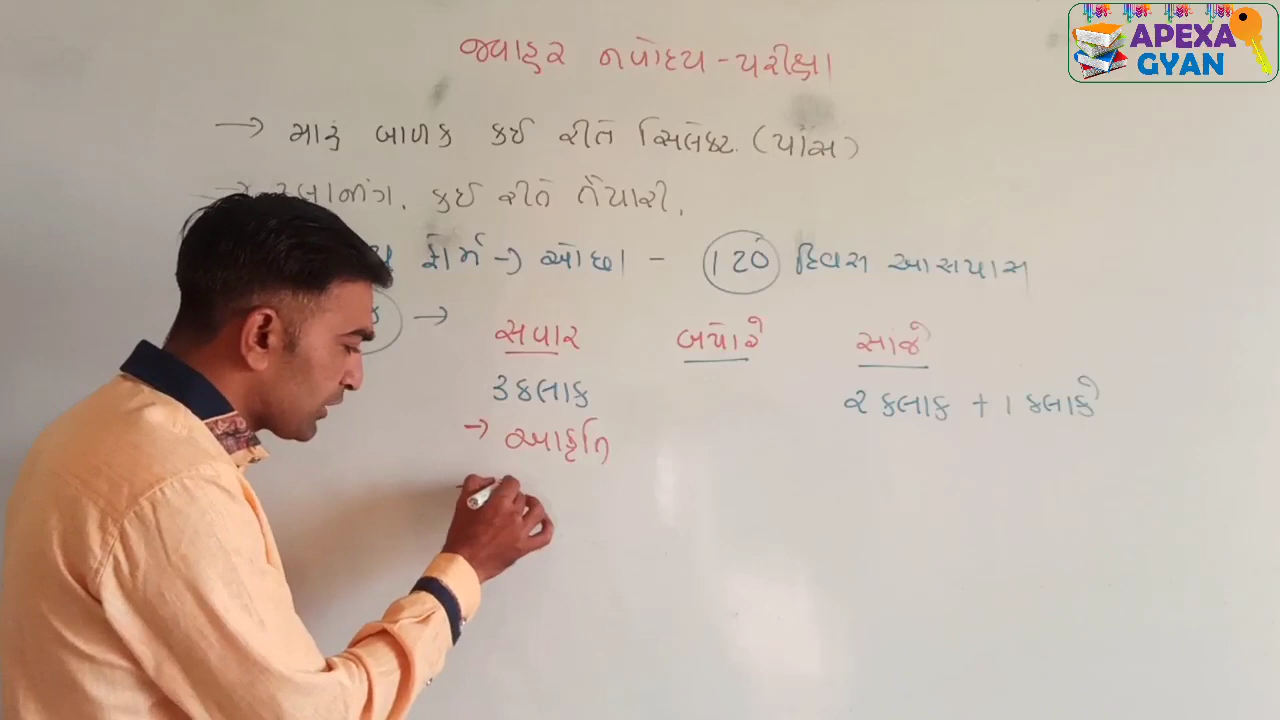 APEXA
GYAN
જવાહર નવોદય - પરીક્ષા
→ મારૂં બાળક કઈ રીતે સિલેક્ટ (પાસ)
કઈ રીતે તૈયારી.
ફોર્મ → ઓછા - 120 દિવસ આસપાસ
→ સવાર બપોરે સાંજે
3 કલાક ૨ કલાક + 1 કલાક
→ આકૃતિ